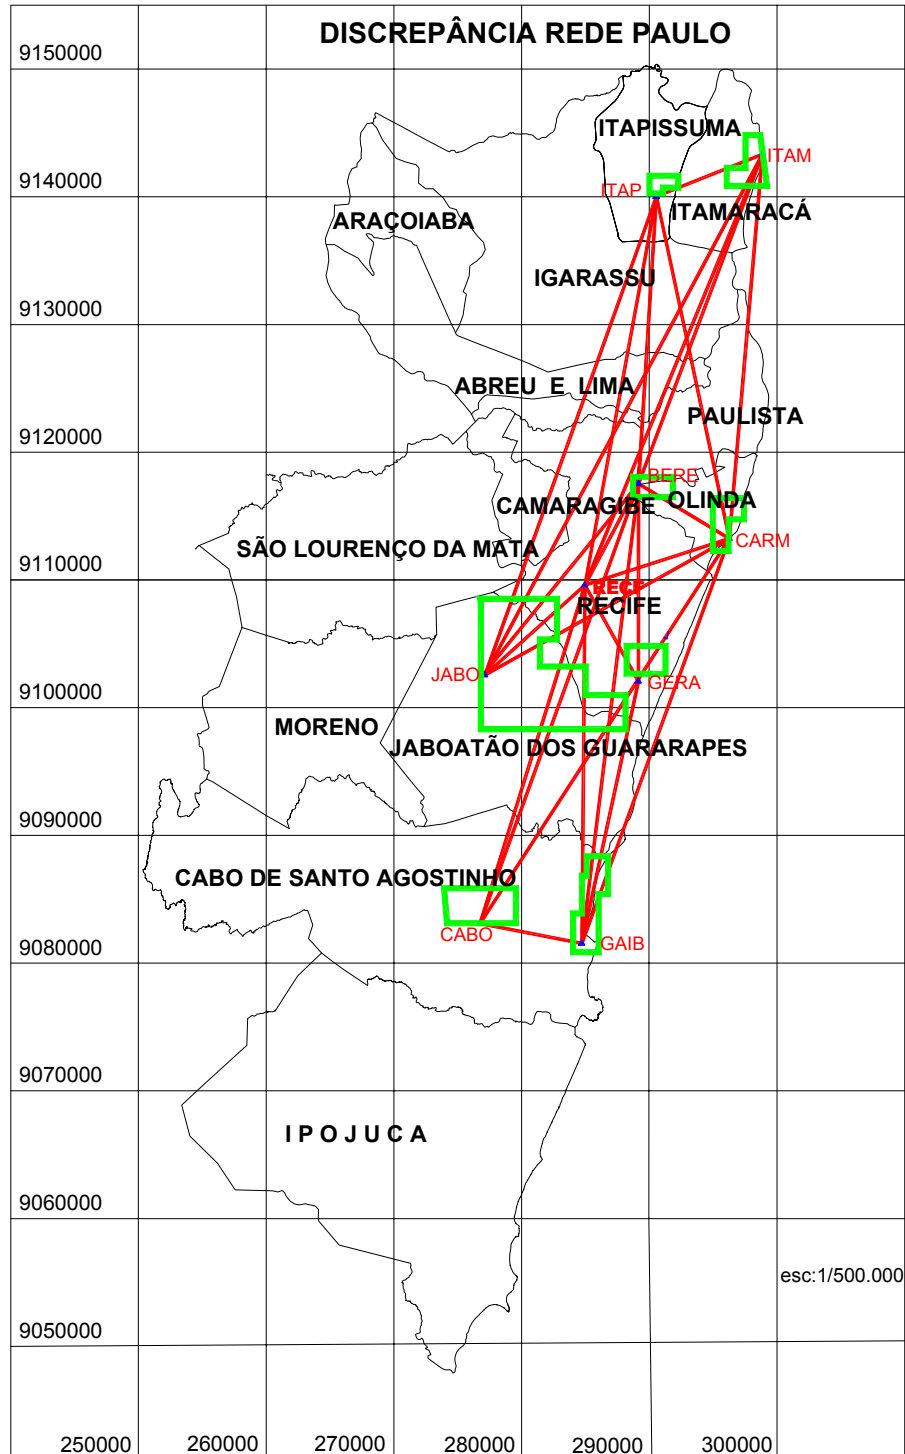 DISCREPÂNCIA REDE PAULO
9150000
ITAPISSUMA
ITAM
9140000
ITAP
ITAMARACÁ
ARAÇOIABA
IGARASSU
9130000
ABREU E LIMA
PAULISTA
9120000
BERE
CAMARAGIBE
OLINDA
CARM
SÃO LOURENÇO DA MATA
9110000
RECF
RECIFE
JABO
GERA
9100000
MORENO
JABOATÃO DOS GUARARAPES
9090000
CABO DE SANTO AGOSTINHO
CABO
GAIB
9080000
9070000
I P O J U C A
9060000
esc:1/500.000
9050000
250000 260000 270000 280000 290000 300000